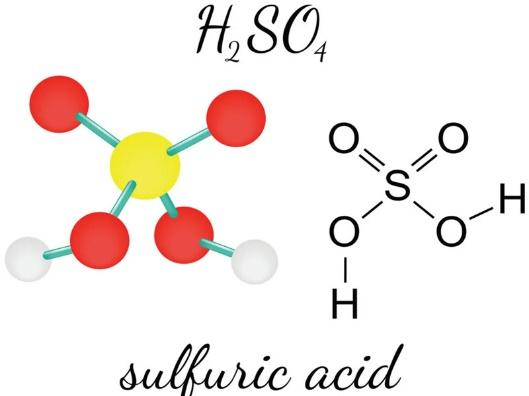 H₂SO₄
O O
S
H
O O
H
sulfuric acid